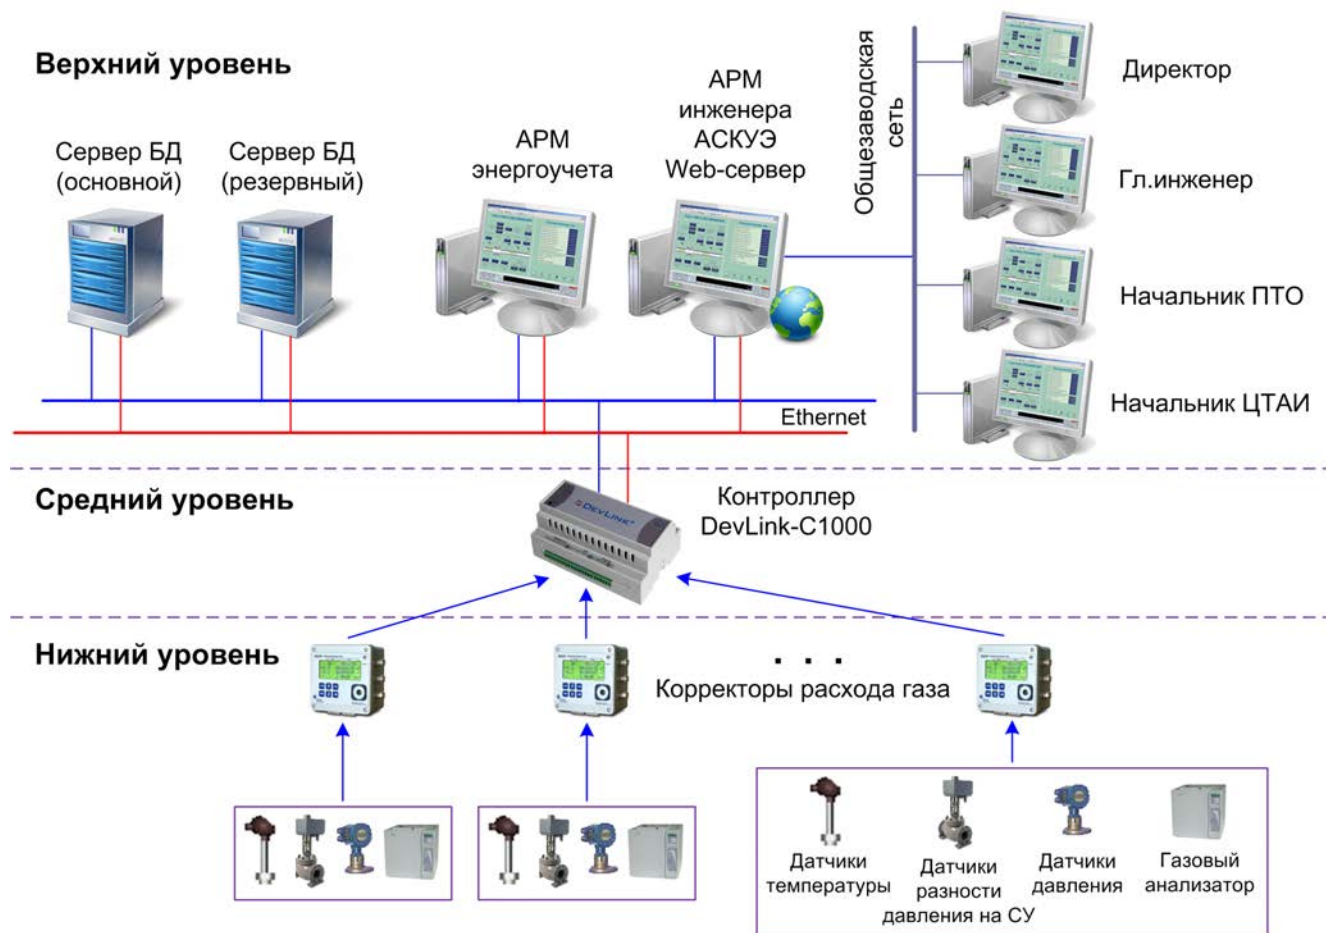 Верхний уровень
Сервер БД
(основной)
Сервер БД
(резервный)
АРМ
энергоучета
АРМ
инженера
АСКУЭ
Web-сервер
Общезаводская
сеть
Директор
Гл.инженер
Начальник ПТО
Начальник ЦТАИ
Ethernet
Средний уровень
DEVLINK
Контроллер
DevLink-C1000
Нижний уровень
. . .
Корректоры расхода газа
Датчики
температуры
Датчики
разности
давления на СУ
Датчики
давления
Газовый
анализатор